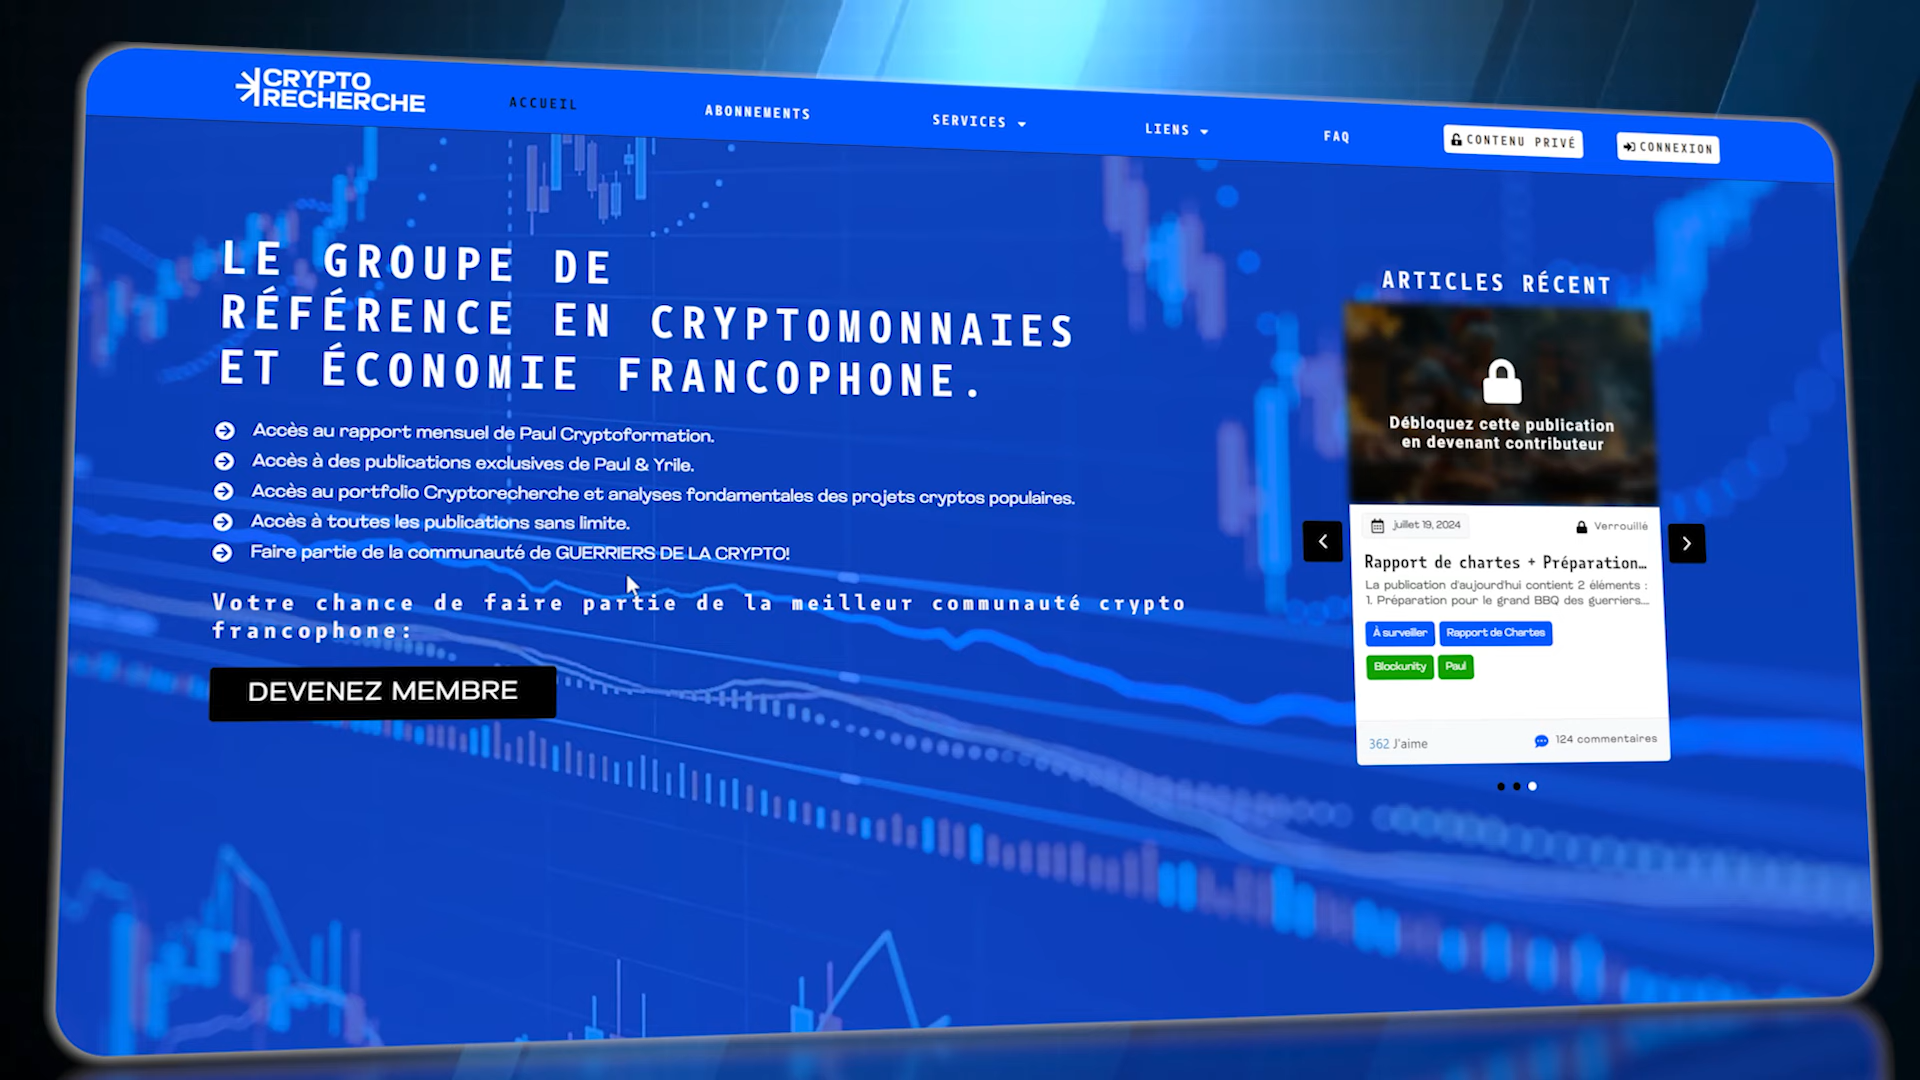 CRYPTO
RECHERCHE
ACCUEIL
ABONNEMENTS
SERVICES
LIENS
FAQ
CONTENU PRIVÉ
CONNEXION
LE GROUPE DE
RÉFÉRENCE EN CRYPTOMONNAIES
ET ÉCONOMIE FRANCOPHONE.
Accès au rapport mensuel de Paul Cryptoformation.
Accès à des publications exclusives de Paul & Yrile.
Accès au portfolio Cryptorecherche et analyses fondamentales des projets cryptos populaires.
Accès à toutes les publications sans limite.
Faire partie de la communauté de GUERRIERS DE LA CRYPTO!
Votre chance de faire partie de la meilleur communauté crypto
francophone:
DEVENEZ MEMBRE
ARTICLES RÉCENT
Débloquez cette publication
en devenant contributeur
juillet 19, 2024
Verrouillé
Rapport de chartes + Préparation...
La publication d'aujourd'hui contient 2 éléments :
1. Préparation pour le grand BBQ des guerriers...
À surveiller
Rapport de Chartes
Blockunity
Paul
362 J'aime
124 commentaires